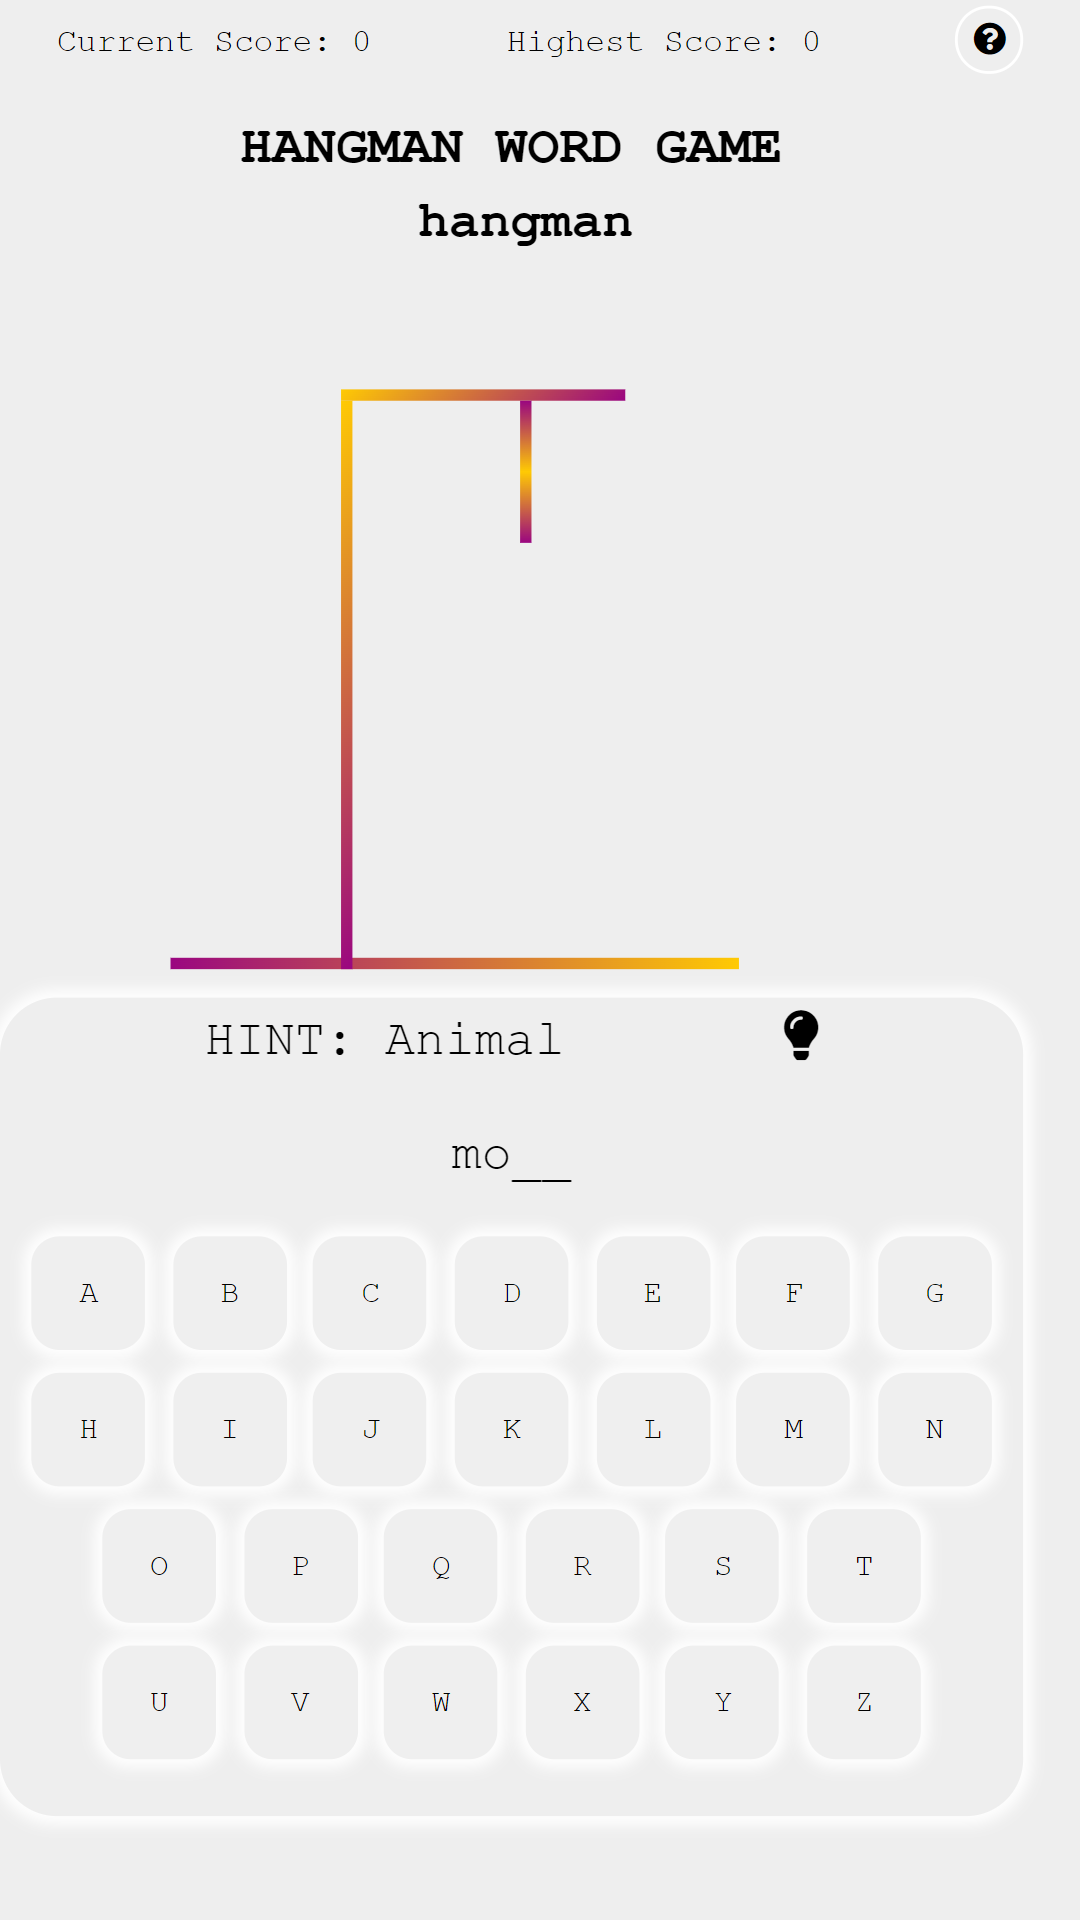 Current Score: 0 Highest Score: 0
HANGMAN WORD GAME
hangman
HINT: Animal
mo__
A B C D E F G
H I J K L M N
O P Q R S T
U V W X Y Z